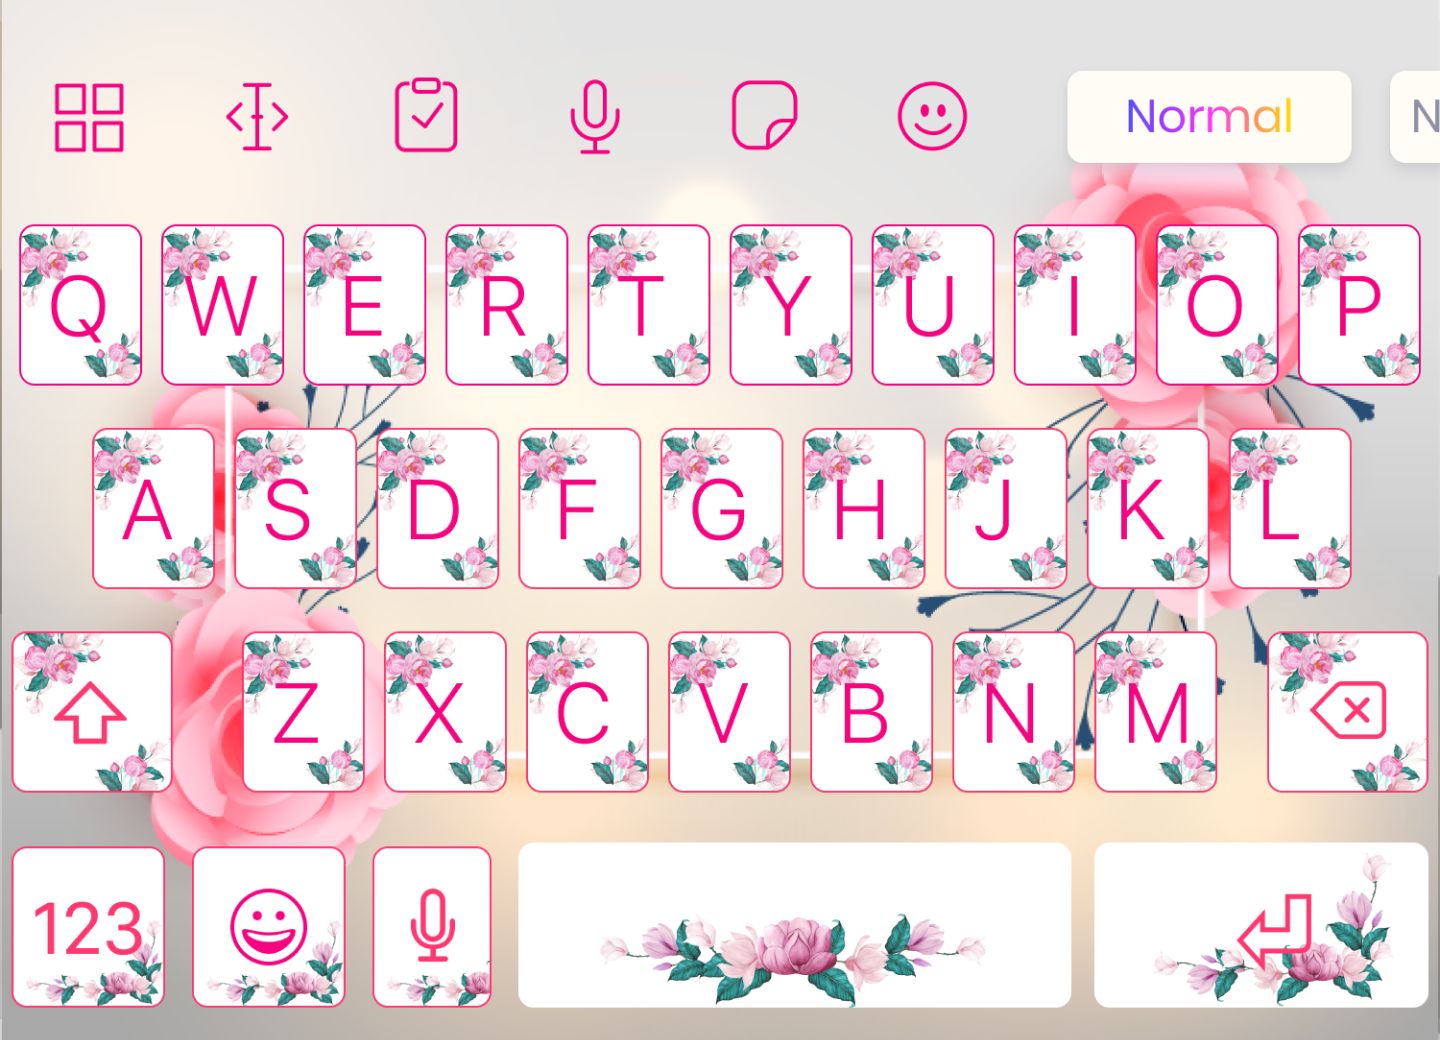 Normal N
Q W E R T Y U I O P
A S D F G H J K L
Z X C V B N M
123